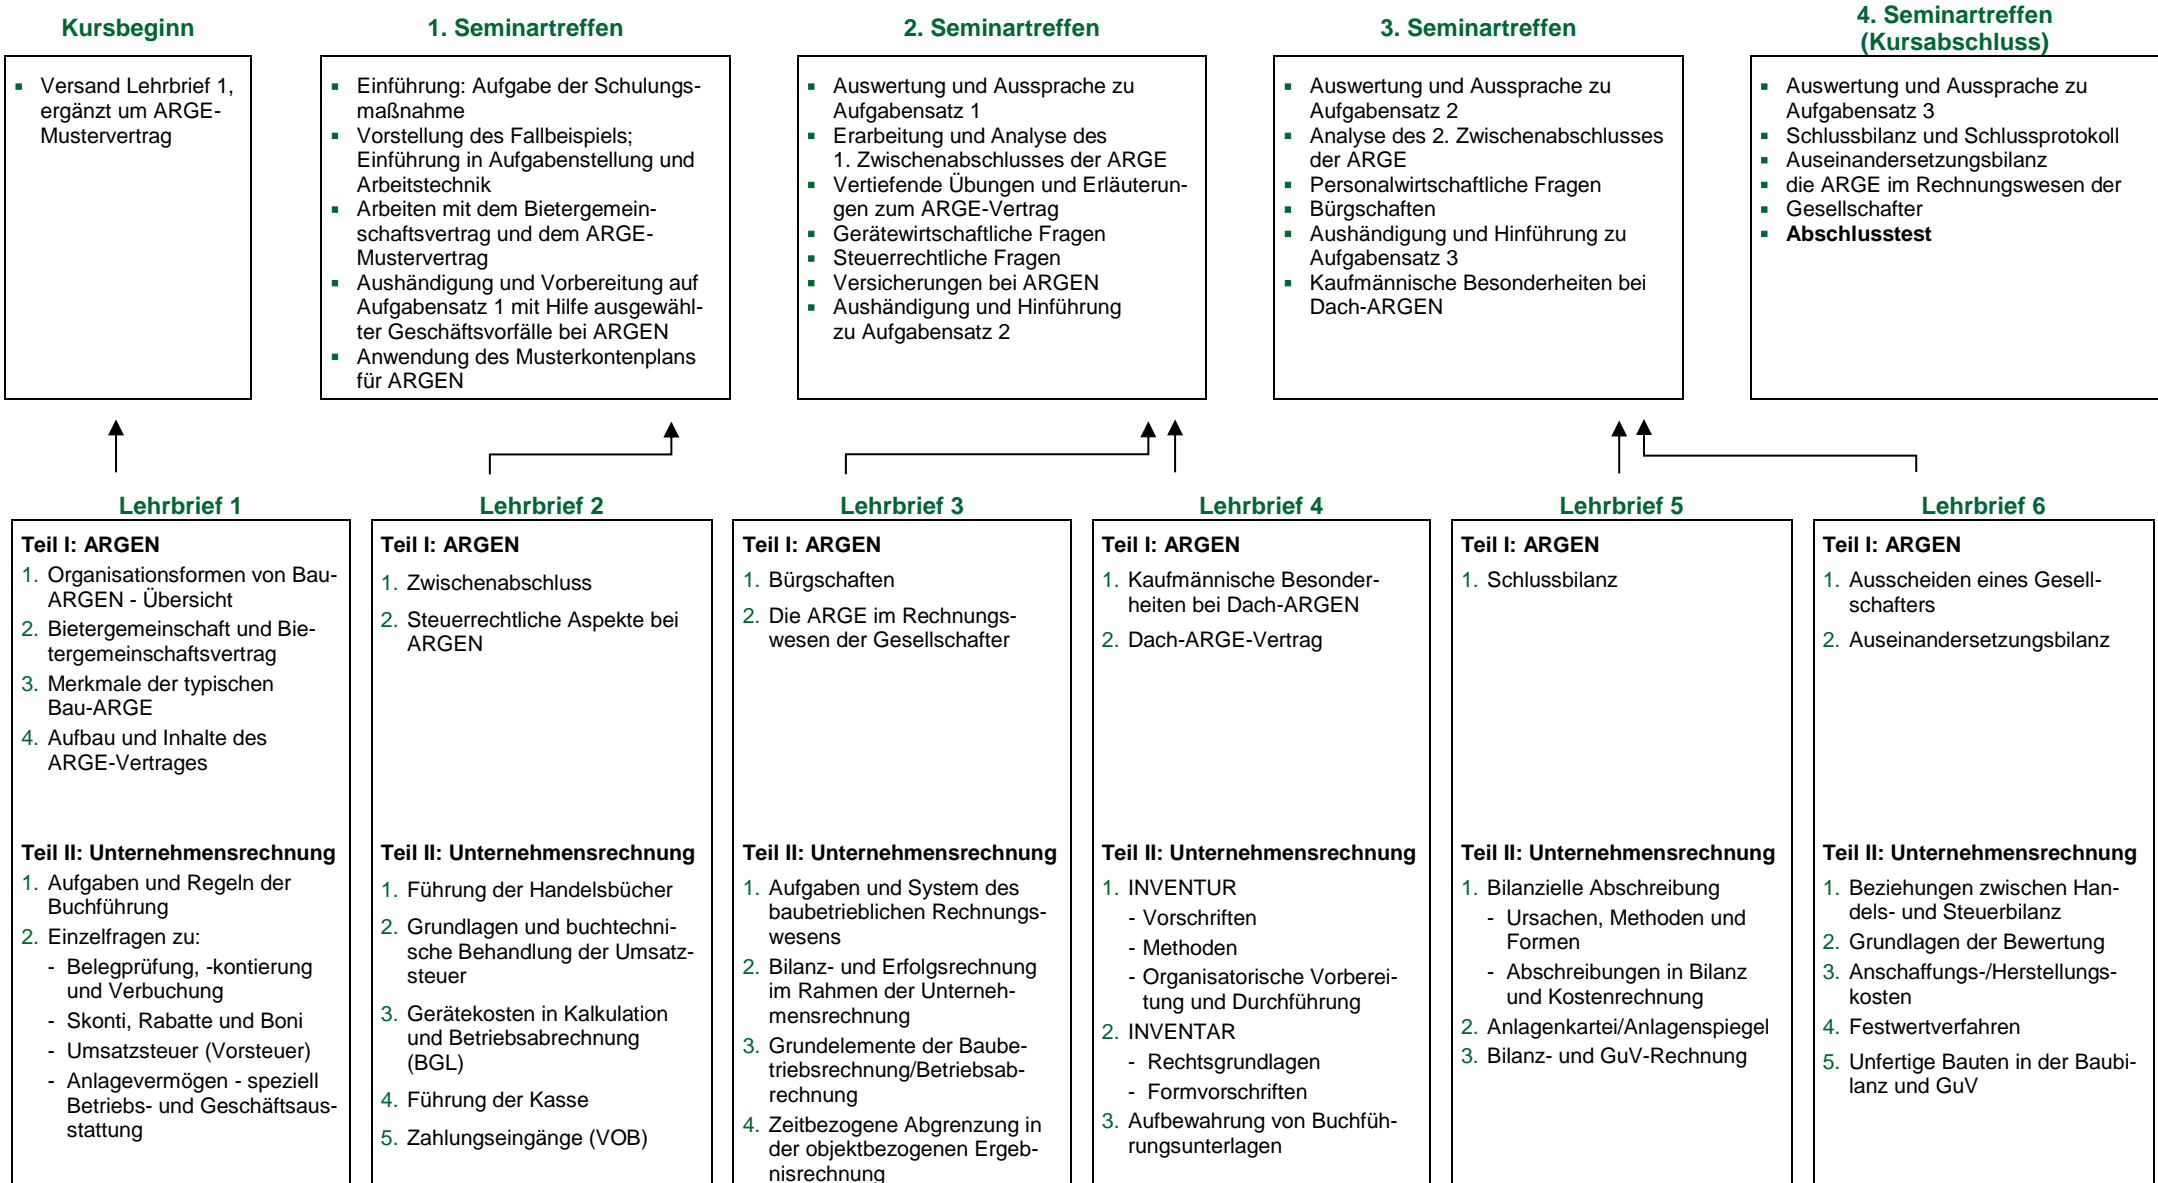 Kursbeginn
▪ Versand Lehrbrief 1,
ergänzt um ARGE-
Mustervertrag
1. Seminartreffen
▪ Einführung: Aufgabe der Schulungs-
maßnahme
▪ Vorstellung des Fallbeispiels;
Einführung in Aufgabenstellung und
Arbeitstechnik
▪ Arbeiten mit dem Bietergemein-
schaftsvertrag und dem ARGE-
Mustervertrag
▪ Aushändigung und Vorbereitung auf
Aufgabensatz 1 mit Hilfe ausgewähl-
ter Geschäftsvorfälle bei ARGEN
▪ Anwendung des Musterkontenplans
für ARGEN
2. Seminartreffen
▪ Auswertung und Aussprache zu
Aufgabensatz 1
▪ Erarbeitung und Analyse des
1. Zwischenabschlusses der ARGE
▪ Vertiefende Übungen und Erläuterun-
gen zum ARGE-Vertrag
▪ Gerätewirtschaftliche Fragen
▪ Steuerrechtliche Fragen
▪ Versicherungen bei ARGEN
▪ Aushändigung und Hinführung
zu Aufgabensatz 2
3. Seminartreffen
▪ Auswertung und Aussprache zu
Aufgabensatz 2
▪ Analyse des 2. Zwischenabschlusses
der ARGE
▪ Personalwirtschaftliche Fragen
▪ Bürgschaften
▪ Aushändigung und Hinführung zu
Aufgabensatz 3
▪ Kaufmännische Besonderheiten bei
Dach-ARGEN
4. Seminartreffen
(Kursabschluss)
▪ Auswertung und Aussprache zu
Aufgabensatz 3
▪ Schlussbilanz und Schlussprotokoll
▪ Auseinandersetzungsbilanz
▪ die ARGE im Rechnungswesen der
▪ Gesellschafter
▪ Abschlusstest
Lehrbrief 1
Teil I: ARGEN
1. Organisationsformen von Bau-
ARGEN - Übersicht
2. Bietergemeinschaft und Bie-
tergemeinschaftsvertrag
3. Merkmale der typischen
Bau-ARGE
4. Aufbau und Inhalte des
ARGE-Vertrages
Teil II: Unternehmensrechnung
1. Aufgaben und Regeln der
Buchführung
2. Einzelfragen zu:
- Belegprüfung, -kontierung
und Verbuchung
- Skonti, Rabatte und Boni
- Umsatzsteuer (Vorsteuer)
- Anlagevermögen - speziell
Betriebs- und Geschäftsaus-
stattung
Lehrbrief 2
Teil I: ARGEN
1. Zwischenabschluss
2. Steuerrechtliche Aspekte bei
ARGEN
Teil II: Unternehmensrechnung
1. Führung der Handelsbücher
2. Grundlagen und buchtechni-
sche Behandlung der Umsatz-
steuer
3. Gerätekosten in Kalkulation
und Betriebsabrechnung
(BGL)
4. Führung der Kasse
5. Zahlungseingänge (VOB)
Lehrbrief 3
Teil I: ARGEN
1. Bürgschaften
2. Die ARGE im Rechnungs-
wesen der Gesellschafter
Teil II: Unternehmensrechnung
1. Aufgaben und System des
baubetrieblichen Rechnungs-
wesens
2. Bilanz- und Erfolgsrechnung
im Rahmen der Unterneh-
mensrechnung
3. Grundelemente der Baube-
triebsrechnung/Betriebsab-
rechnung
4. Zeitbezogene Abgrenzung in
der objektbezogenen Ergeb-
nisrechnung
Lehrbrief 4
Teil I: ARGEN
1. Kaufmännische Besonder-
heiten bei Dach-ARGEN
2. Dach-ARGE-Vertrag
Teil II: Unternehmensrechnung
1. INVENTUR
- Vorschriften
- Methoden
- Organisatorische Vorberei-
tung und Durchführung
2. INVENTAR
- Rechtsgrundlagen
- Formvorschriften
3. Aufbewahrung von Buchfüh-
rungsunterlagen
Lehrbrief 5
Teil I: ARGEN
1. Schlussbilanz
Teil II: Unternehmensrechnung
1. Bilanzielle Abschreibung
- Ursachen, Methoden und
Formen
- Abschreibungen in Bilanz
und Kostenrechnung
2. Anlagenkartei/Anlagenspiegel
3. Bilanz- und GuV-Rechnung
Lehrbrief 6
Teil I: ARGEN
1. Ausscheiden eines Gesell-
schafters
2. Auseinandersetzungsbilanz
Teil II: Unternehmensrechnung
1. Beziehungen zwischen Han-
dels- und Steuerbilanz
2. Grundlagen der Bewertung
3. Anschaffungs-/Herstellungs-
kosten
4. Festwertverfahren
5. Unfertige Bauten in der Baubi-
lanz und GuV